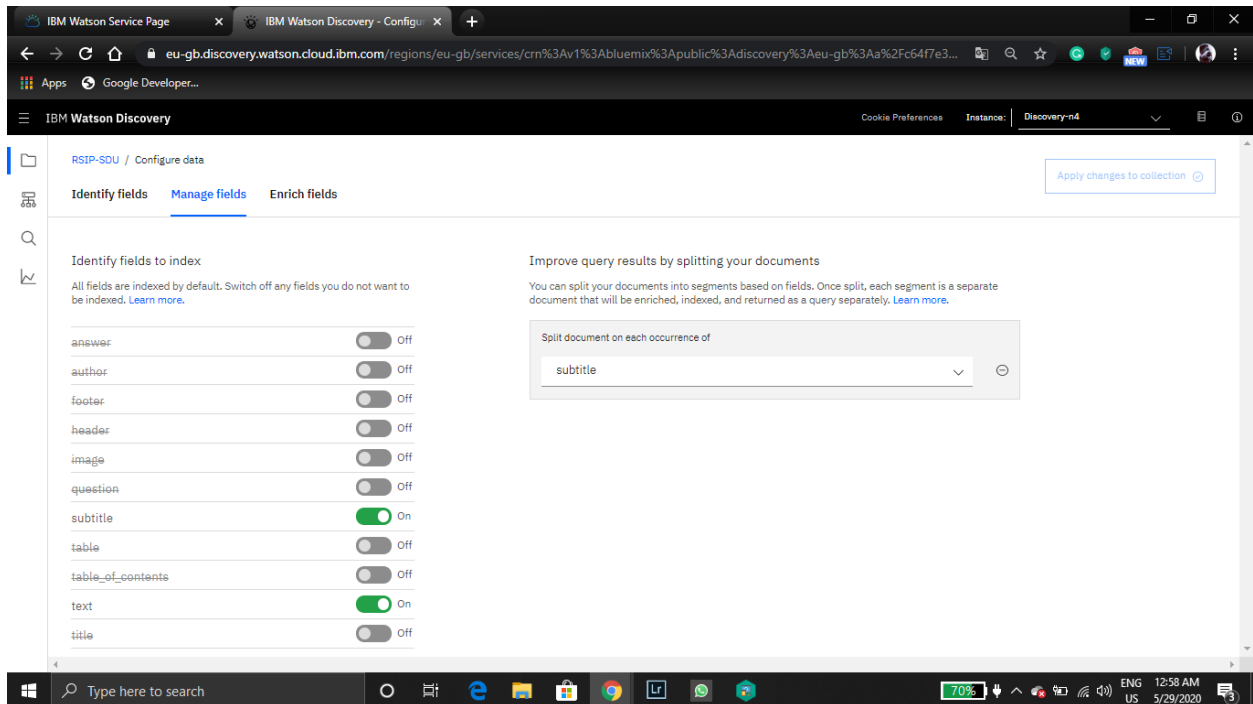 IBM Watson Service Page
IBM Watson Discovery - Configur
eu-gb.discovery.watson.cloud.ibm.com/regions/eu-gb/services/crn%3Av1%3Abluemix%3Apublic%3Adiscovery%3Aeu-gb%3Aa%2Fc64f7e3...
NEW
Apps
Google Developer...
IBM Watson Discovery
Cookie Preferences
Instance:
Discovery-n4
RSIP-SDU / Configure data
Apply changes to collection
Identify fields
Manage fields
Enrich fields
Identify fields to index
All fields are indexed by default. Switch off any fields you do not want to
be indexed. Learn more.
answer Off
author Off
footer Off
header Off
image Off
question Off
subtitle On
table Off
table_of_contents Off
text On
title Off
Improve query results by splitting your documents
You can split your documents into segments based on fields. Once split, each segment is a separate
document that will be enriched, indexed, and returned as a query separately. Learn more.
Split document on each occurrence of
subtitle
Type here to search
Lr
70%
ENG
US
12:58 AM
5/29/2020
3